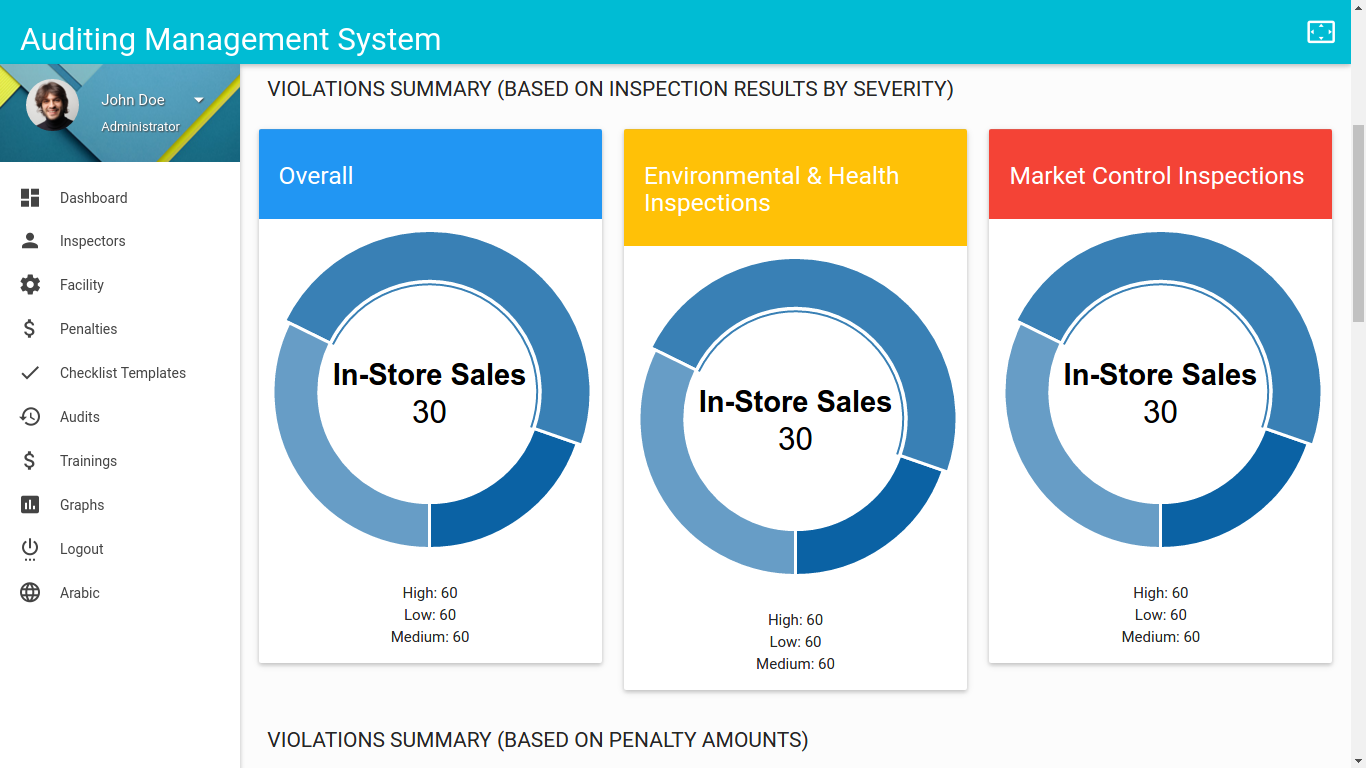 Auditing Management System
John Doe
Administrator
Dashboard
Inspectors
Facility
Penalties
Checklist Templates
Audits
Trainings
Graphs
Logout
Arabic
VIOLATIONS SUMMARY (BASED ON INSPECTION RESULTS BY SEVERITY)
Overall
In-Store Sales
30
High: 60
Low: 60
Medium: 60
Environmental & Health
Inspections
In-Store Sales
30
High: 60
Low: 60
Medium: 60
Market Control Inspections
In-Store Sales
30
High: 60
Low: 60
Medium: 60
VIOLATIONS SUMMARY (BASED ON PENALTY AMOUNTS)